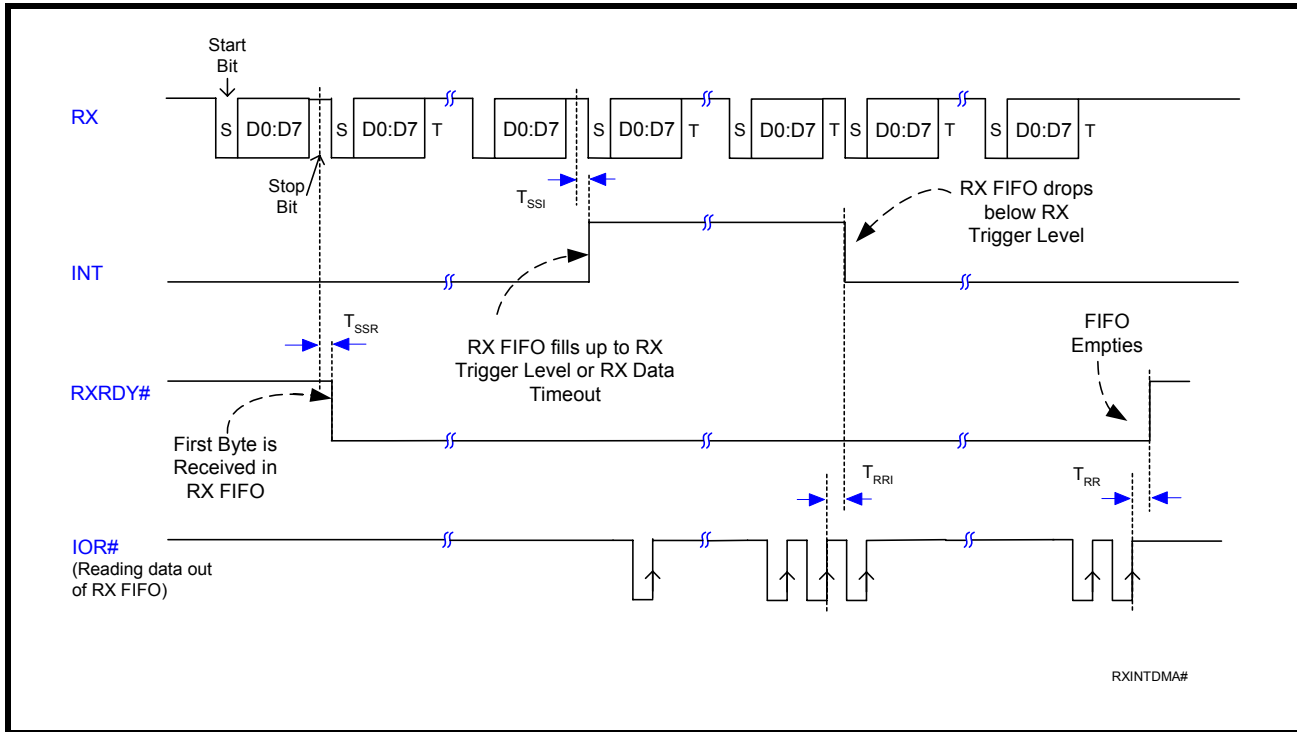 Start
Bit
RX
S D0:D7 S D0:D7 T D0:D7 S D0:D7 T S D0:D7 T S D0:D7 T S D0:D7 T
Stop
Bit
TSSI
RX FIFO drops
below RX
Trigger Level
INT
TSSR
RX FIFO fills up to RX
Trigger Level or RX Data
Timeout
FIFO
Empties
RXRDY#
First Byte is
Received in
RX FIFO
TRRI
TRR
IOR#
(Reading data out
of RX FIFO)
RXINTDMA#